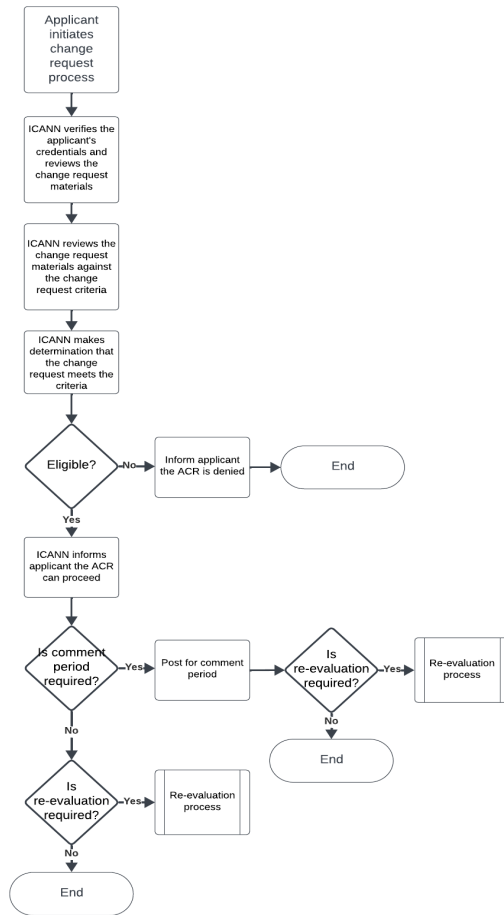 Applicant
initiates
change
request
process
ICANN verifies the
applicant's
credentials and
reviews the
change request
materials
ICANN reviews the
change request
materials against
the change
request criteria
ICANN makes
determination that
the change
request meets the
criteria
Eligible?
No
Inform applicant
the ACR is denied
End
Yes
ICANN informs
applicant the ACR
can proceed
Is comment
period
required?
Yes
Post for comment
period
Is
re-evaluation
required?
Yes
Re-evaluation
process
No
End
No
Is
re-evaluation
required?
Yes
Re-evaluation
process
No
End